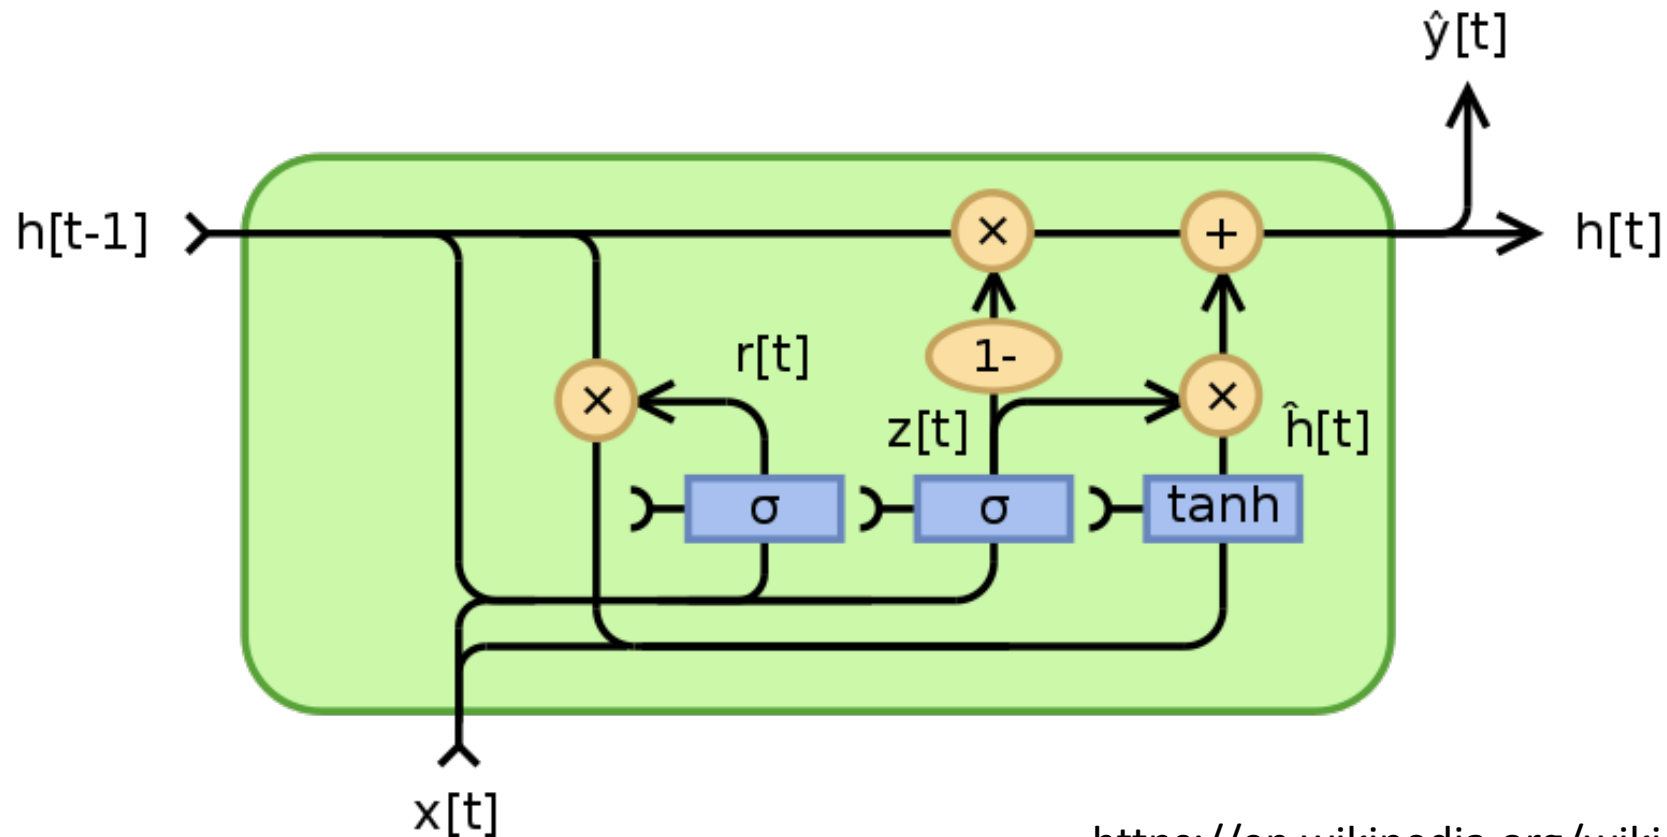 ŷ[t]
h[t-1]
×
+
h[t]
r[t]
1-
×
z[t]
×
ĥ[t]
σ
σ
tanh
x[t]